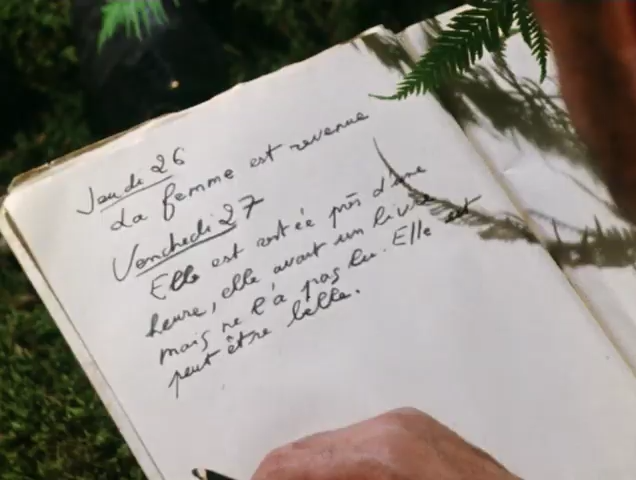 Jeudi 26
La femme est revenue
Vendredi 27
Elle est restée près d'une
heure, elle avait un livre
mais ne l'a pas lu. Elle est
peut être belle.